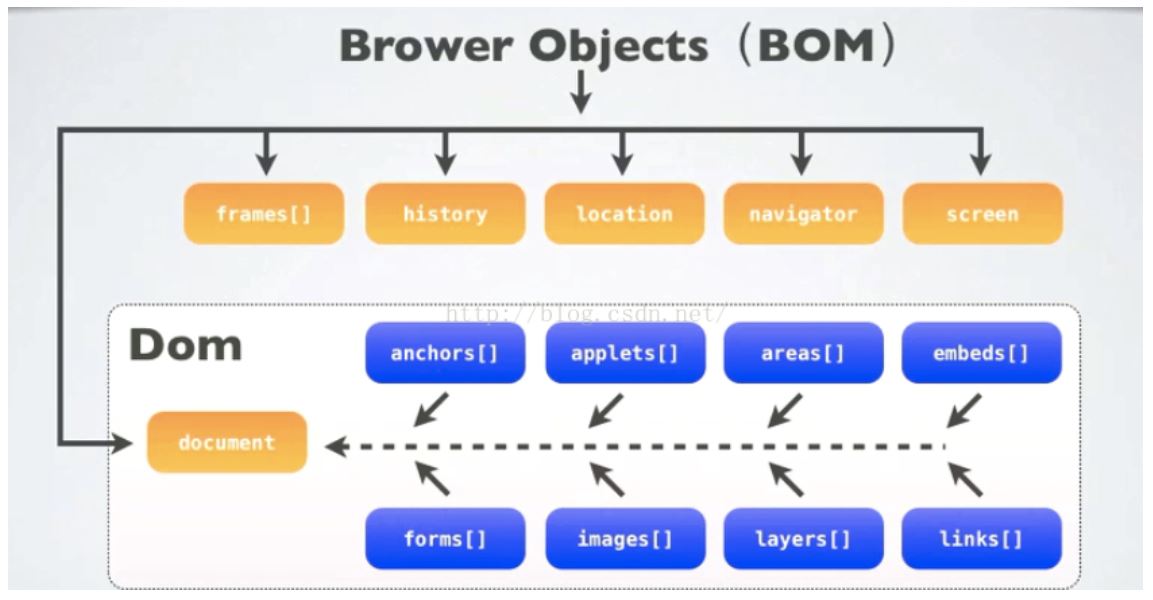 Brower Objects（BOM）
frames[]
history
location
navigator
screen
http://blog.csdn.net/
Dom
anchors[]
applets[]
areas[]
embeds[]
document
forms[]
images[]
layers[]
links[]